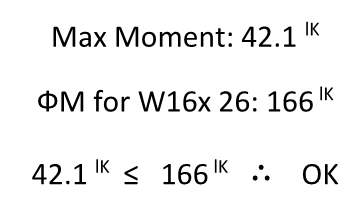 Max Moment: 42.1 ᴵᴷ
ΦM for W16x 26: 166 ᴵᴷ
42.1 ᴵᴷ ≤ 166 ᴵᴷ ∴ OK